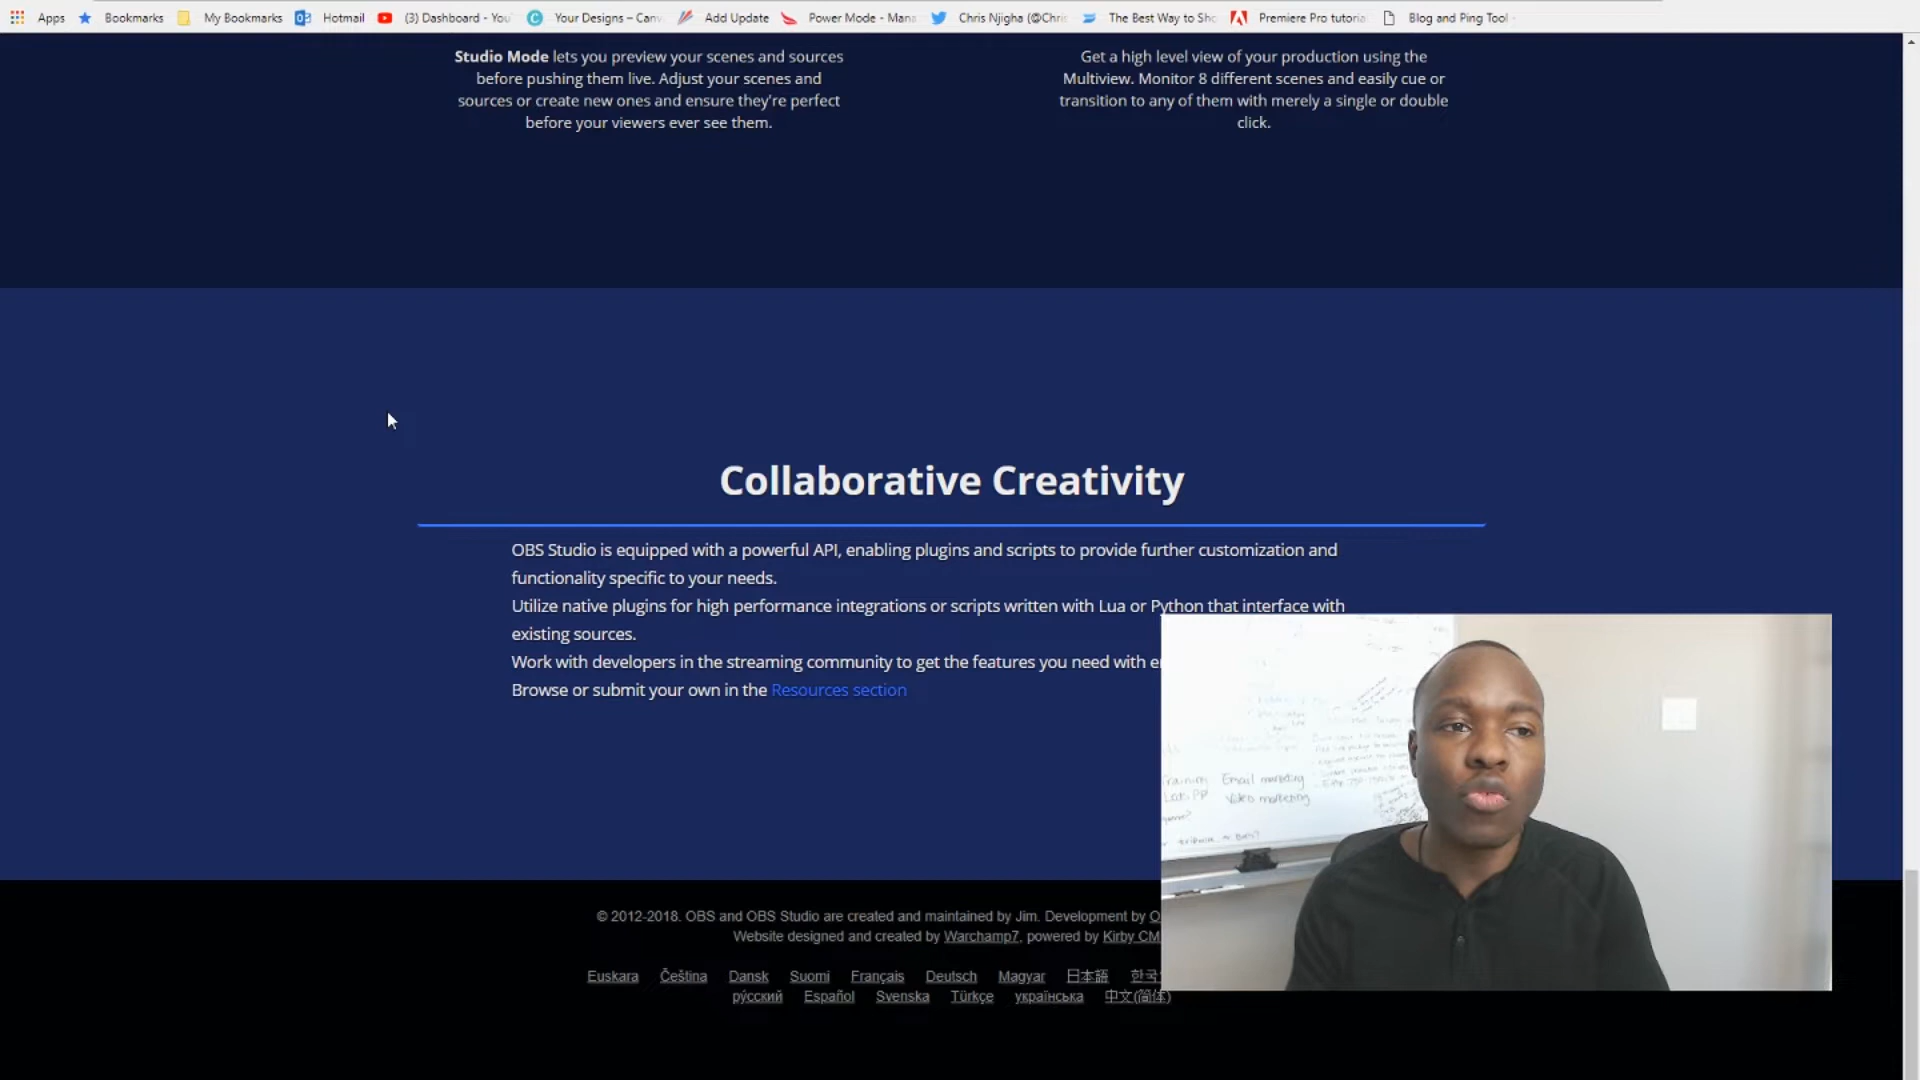 Apps Bookmarks My Bookmarks Hotmail (3) Dashboard - You Your Designs – Canv Add Update Power Mode - Mana Chris Njigha (@Chris The Best Way to Sho Premiere Pro tutoria Blog and Ping Tool
Studio Mode lets you preview your scenes and sources
before pushing them live. Adjust your scenes and
sources or create new ones and ensure they're perfect
before your viewers ever see them.
Get a high level view of your production using the
Multiview. Monitor 8 different scenes and easily cue or
transition to any of them with merely a single or double
click.
Collaborative Creativity
OBS Studio is equipped with a powerful API, enabling plugins and scripts to provide further customization and
functionality specific to your needs.
Utilize native plugins for high performance integrations or scripts written with Lua or Python that interface with
existing sources.
Work with developers in the streaming community to get the features you need with
Browse or submit your own in the Resources section
Email marketing
Video marketing
© 2012-2018. OBS and OBS Studio are created and maintained by Jim. Development by
Website designed and created by Warchamp7, powered by Kirby CM
Euskara Čeština Dansk Suomi Français Deutsch Magyar 日本語 한국
ру́сский Español Svenska Türkçe українська 中文(简体)